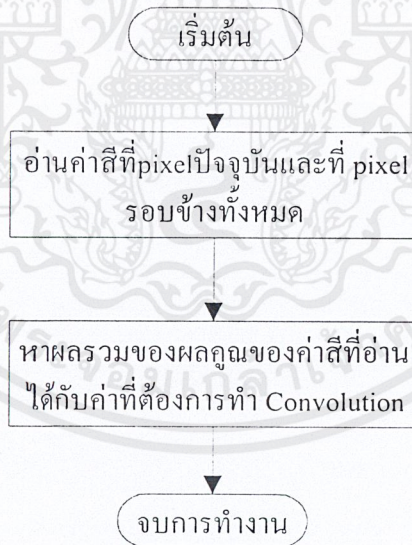 เริ่มต้น
อ่านค่าสีที่pixelปัจจุบันและที่ pixel
รอบข้างทั้งหมด
หาผลรวมของผลคูณของค่าสีที่อ่าน
ได้กับค่าที่ต้องการทำ Convolution
จบการทำงาน